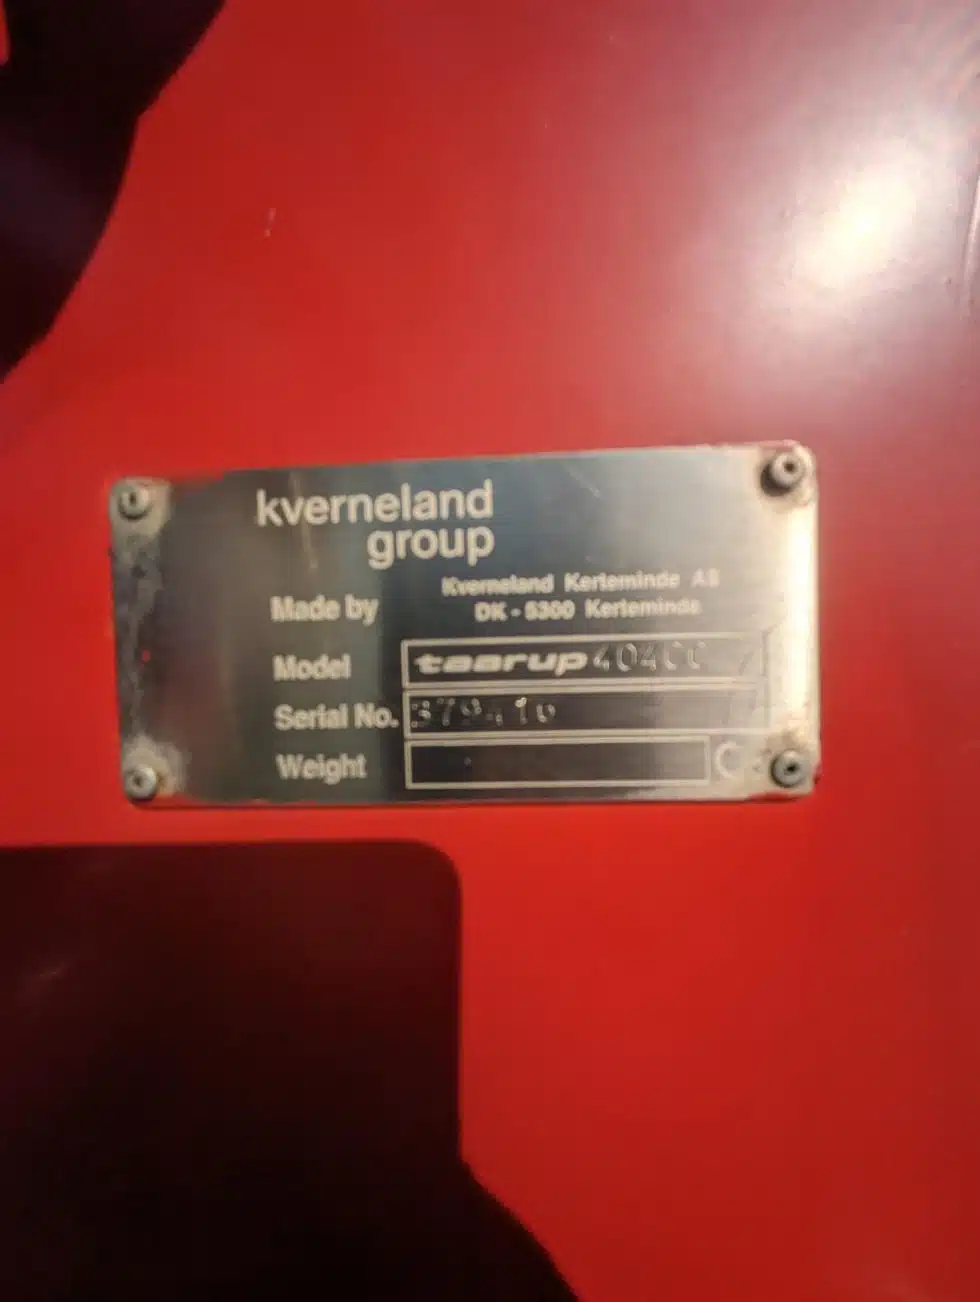 kverneland
group
Made by Kverneland Kerteminde AS
DK - 5300 Kerteminde
Model taarup
Serial No.
Weight